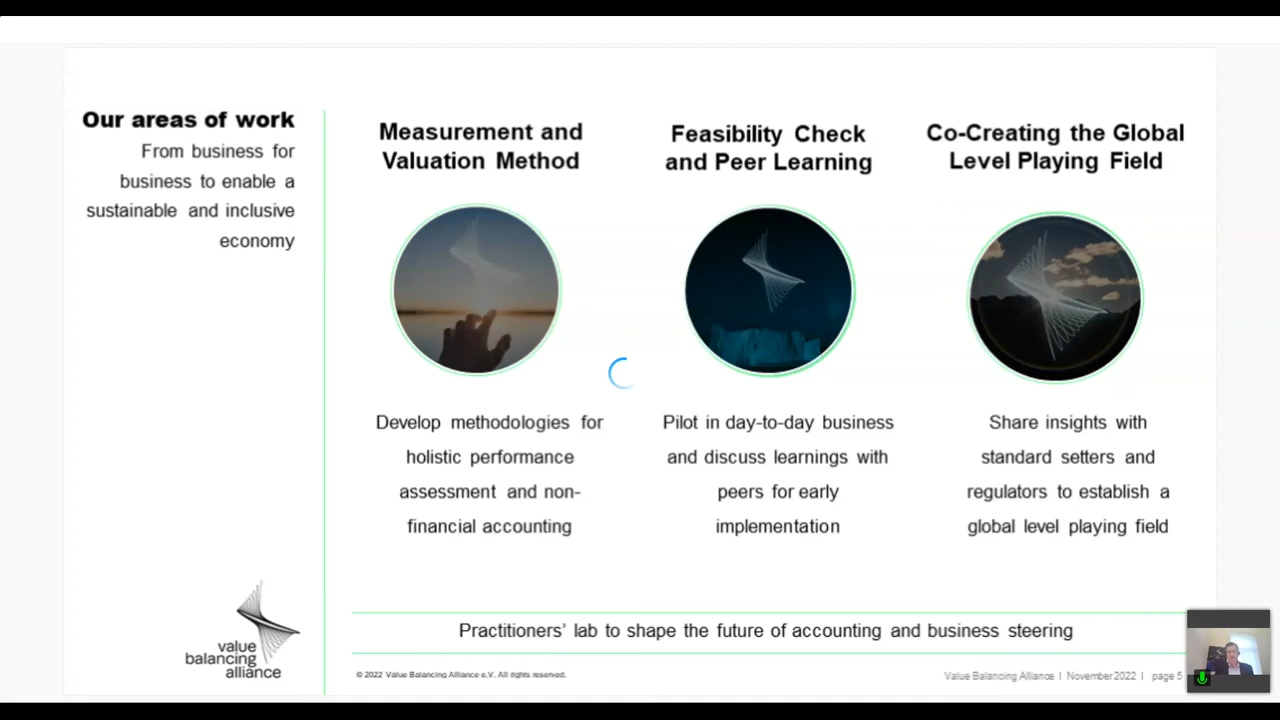 Our areas of work
From business for
business to enable a
sustainable and inclusive
economy
Measurement and
Valuation Method
Develop methodologies for
holistic performance
assessment and non-
financial accounting
Feasibility Check
and Peer Learning
Pilot in day-to-day business
and discuss learnings with
peers for early
implementation
Co-Creating the Global
Level Playing Field
Share insights with
standard setters and
regulators to establish a
global level playing field
Practitioners’ lab to shape the future of accounting and business steering
value
balancing
alliance
© 2022 Value Balancing Alliance e.V. All rights reserved.
Value Balancing Alliance I November 2022 I page 5